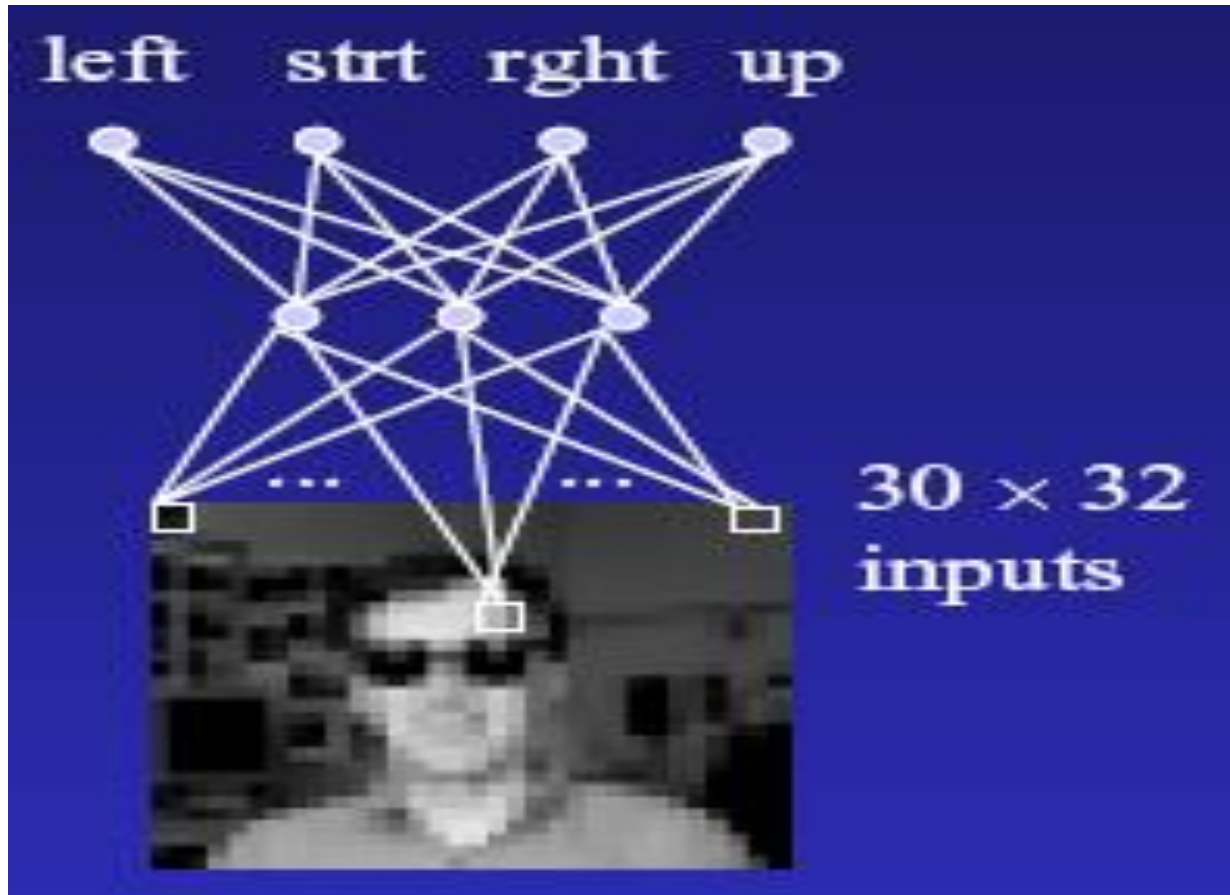 left strt rght up
... ...
30 × 32
inputs